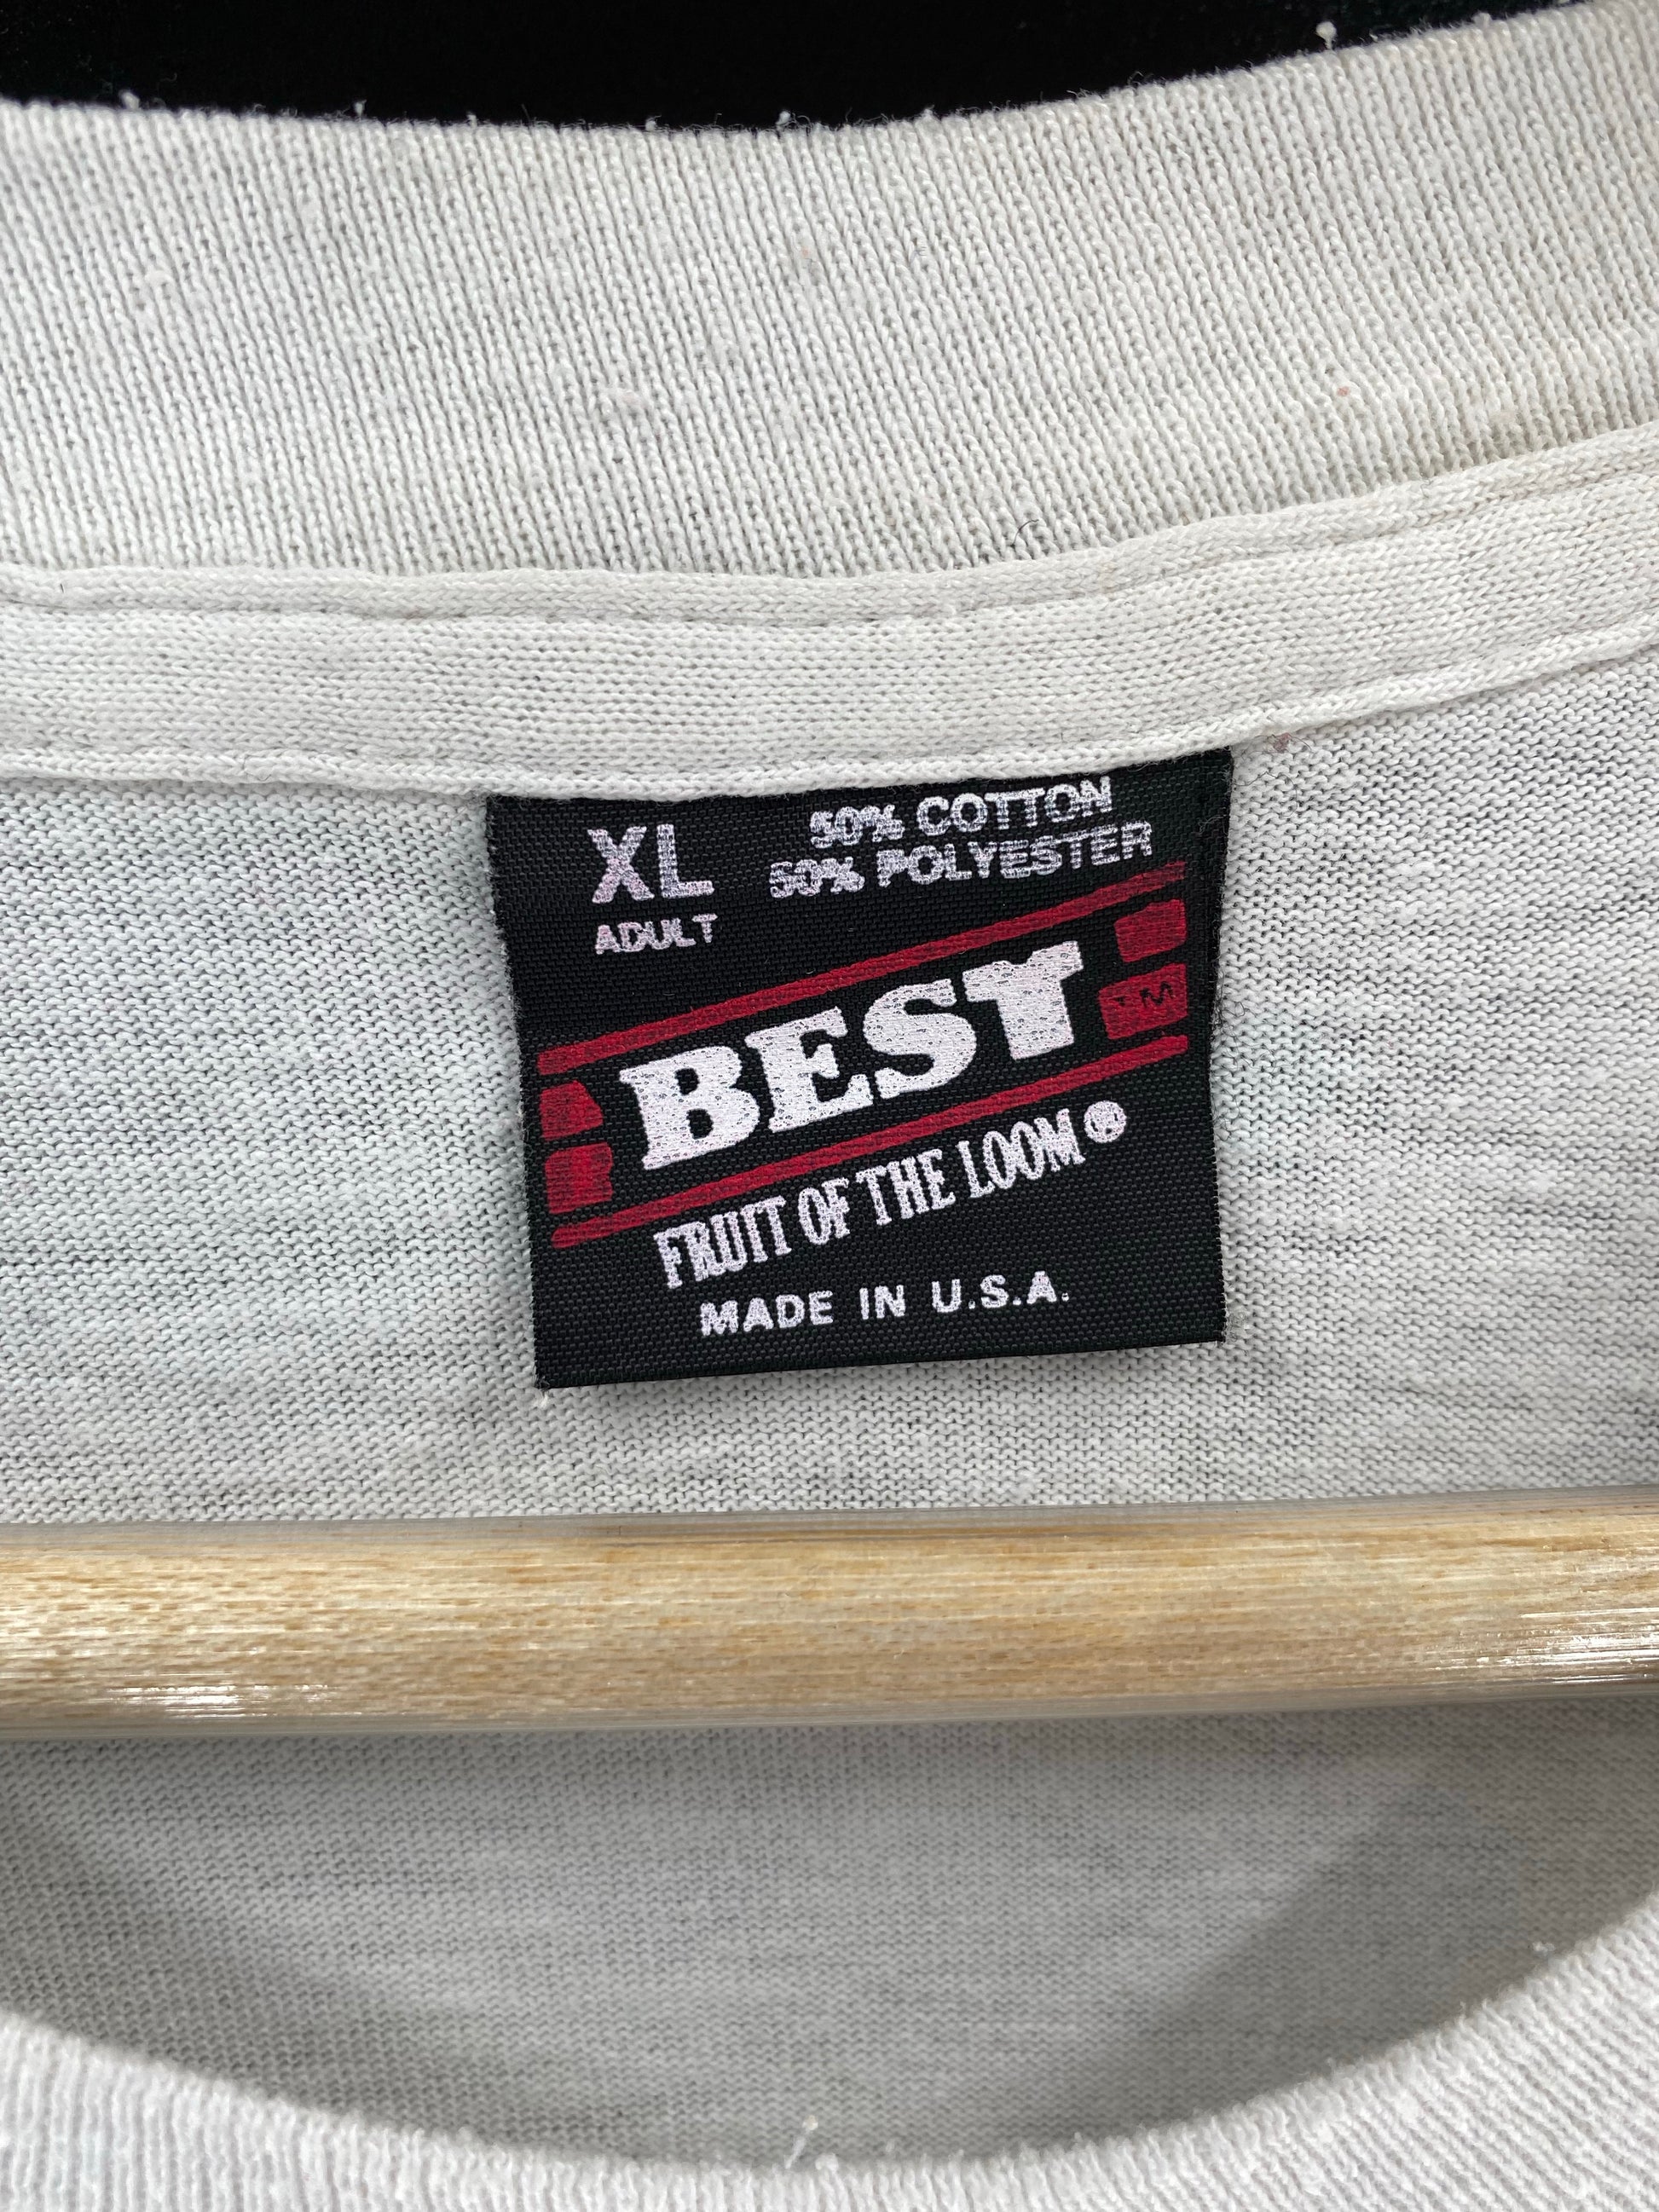 XL
ADULT
50% COTTON
50% POLYESTER
BEST
TM
FRUIT OF THE LOOM®
MADE IN U.S.A.